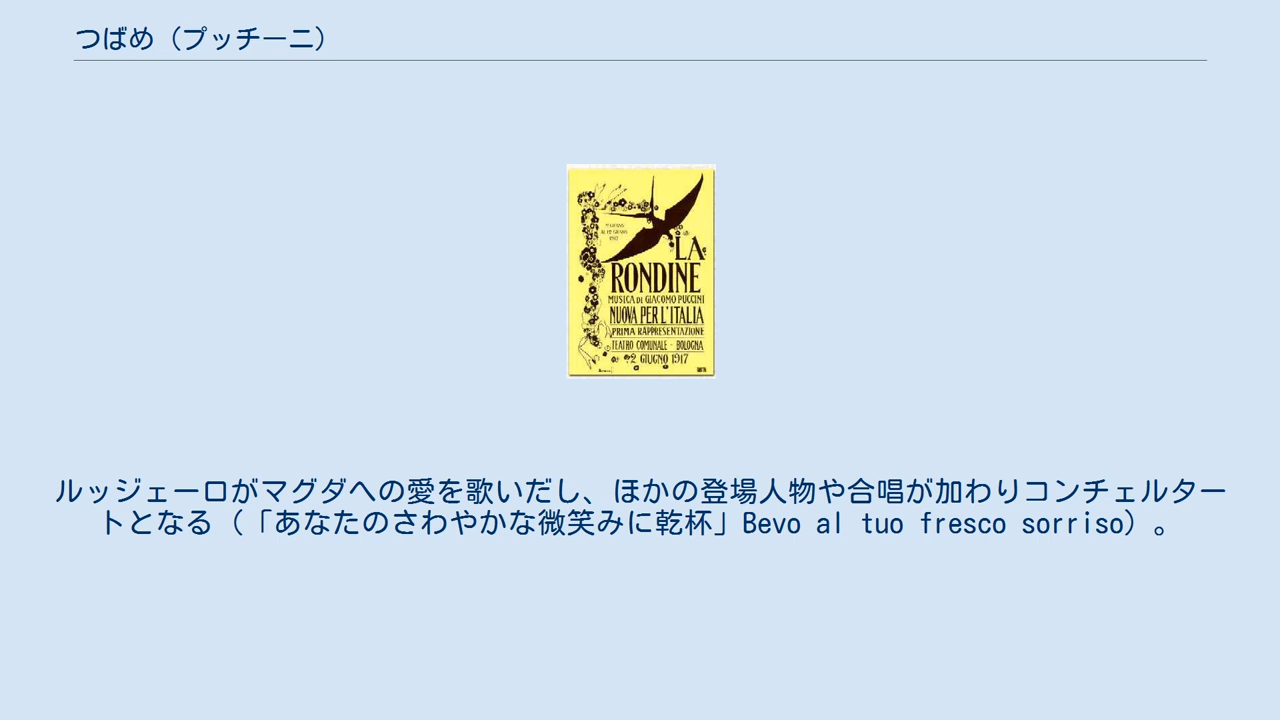 つばめ（プッチーニ）
LA
RONDINE
MUSICA DI GIACOMO PUCCINI
NUOVA PER L'ITALIA
PRIMA RAPPRESENTAZIONE
TEATRO COMUNALE - BOLOGNA
2 GIUGNO 1917
ルッジェーロがマグダへの愛を歌いだし、ほかの登場人物や合唱が加わりコンチェルター
トとなる（「あなたのさわやかな微笑みに乾杯」Bevo al tuo fresco sorriso）。